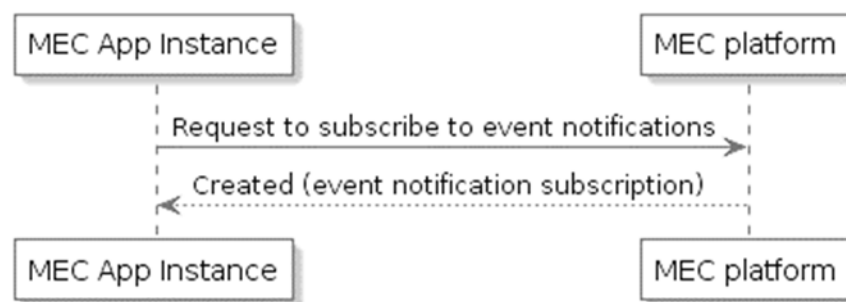 MEC App Instance
MEC platform
Request to subscribe to event notifications
Created (event notification subscription)
MEC App Instance
MEC platform